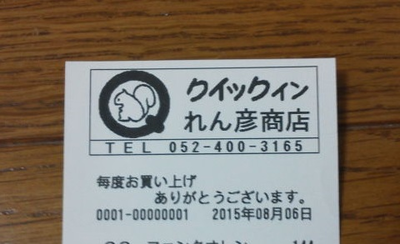 Q クイックイン
れん彦商店
TEL 052-400-3165
毎度お買い上げ
ありがとうございます。
0001-00000001 2015年08月06日